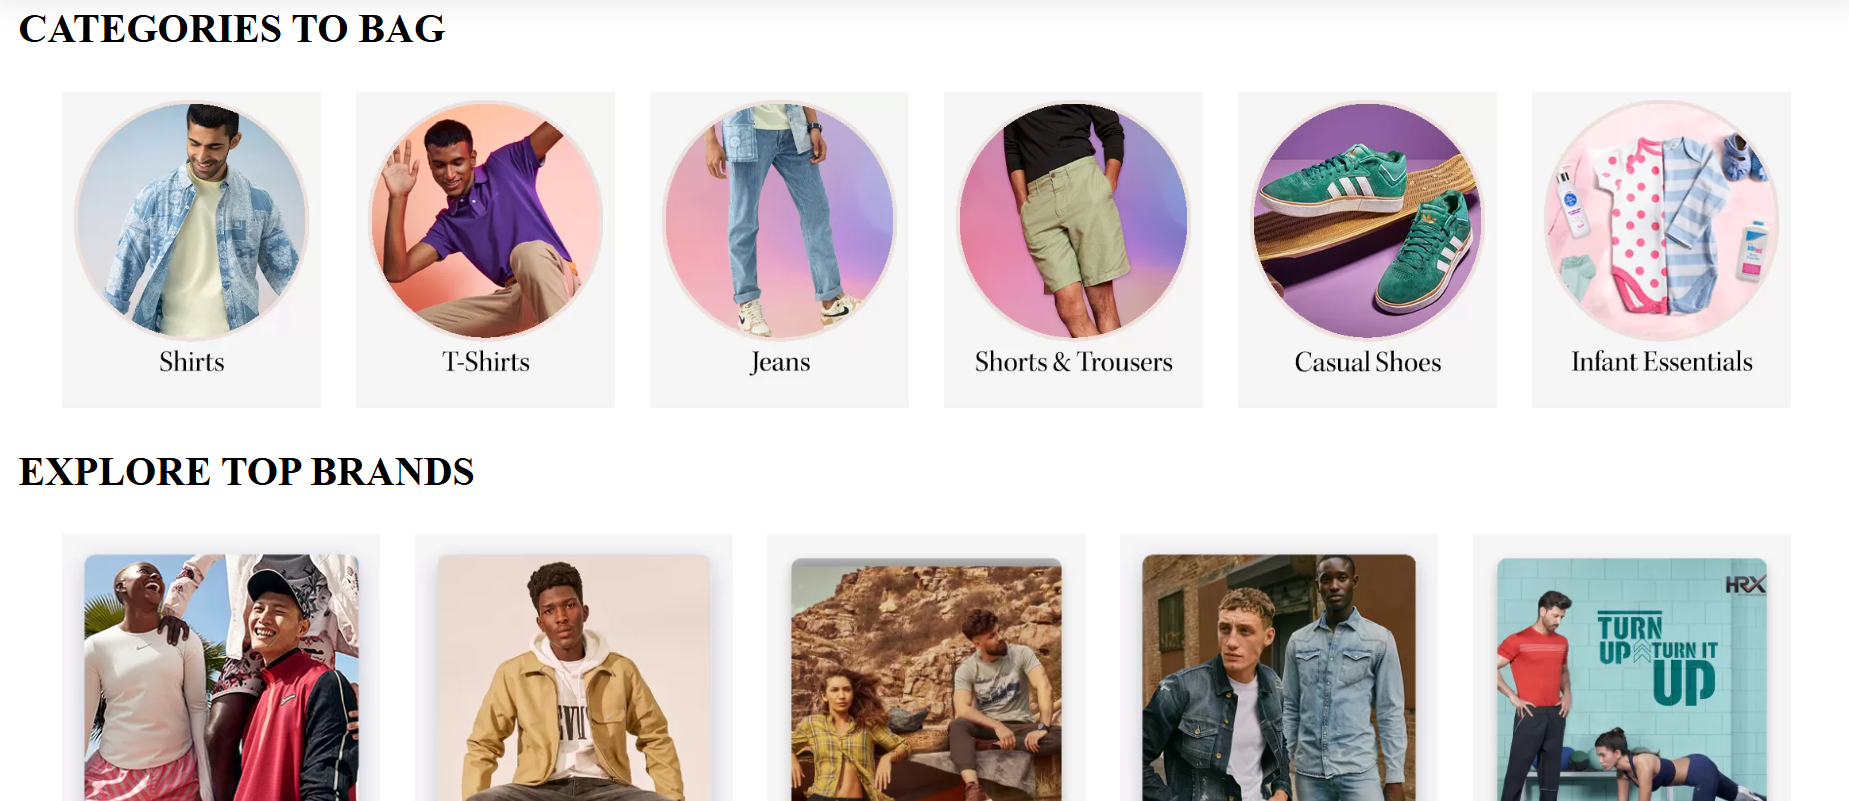 CATEGORIES TO BAG
Shirts
T-Shirts
Jeans
Shorts & Trousers
Casual Shoes
Infant Essentials
EXPLORE TOP BRANDS
HRX
TURN
UP TURN IT
UP